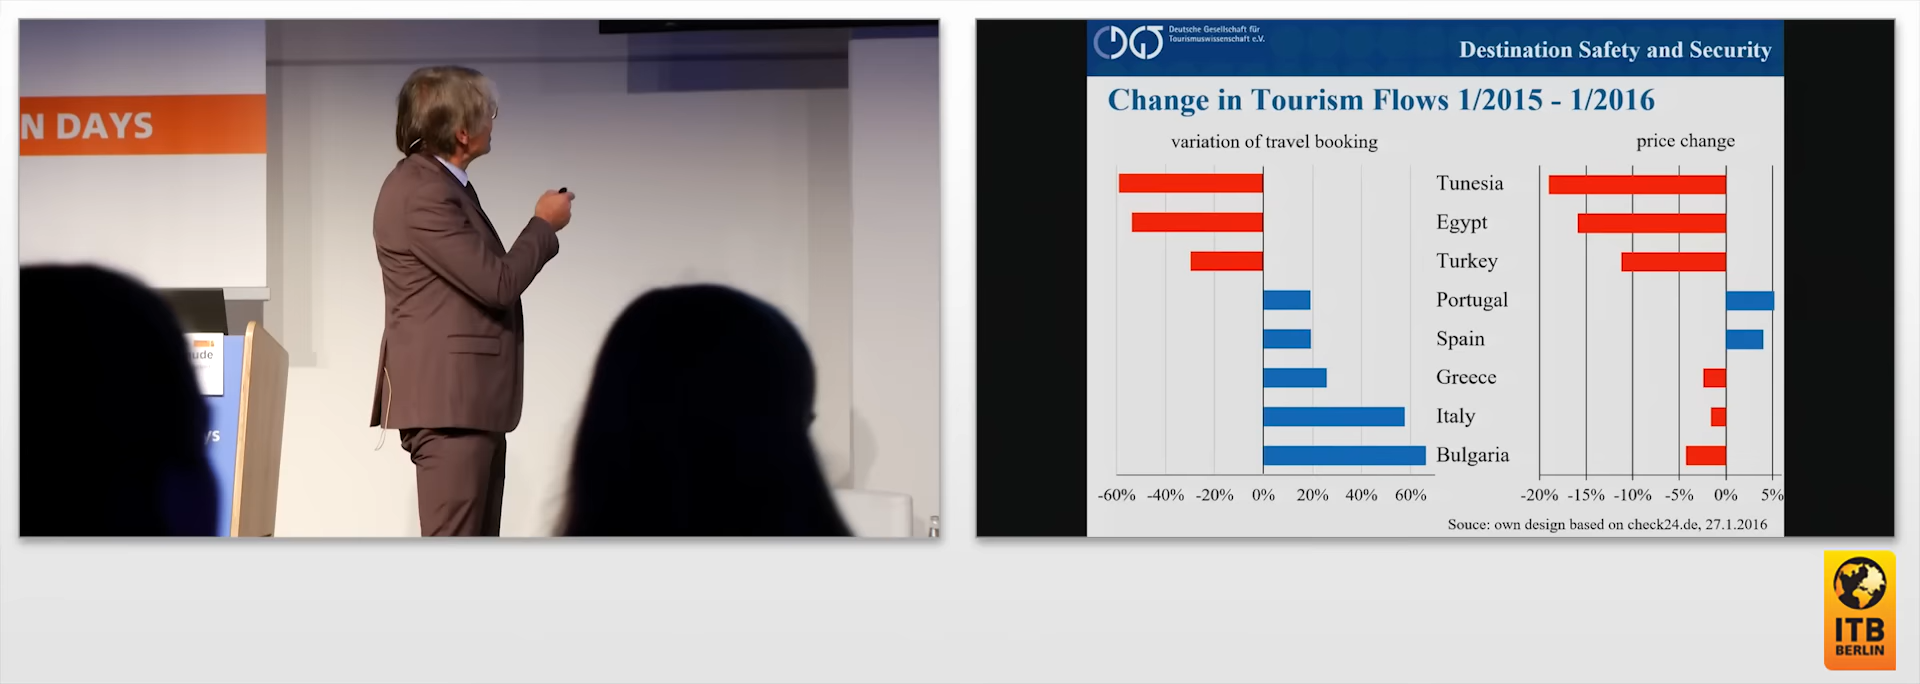 N DAYS
ude
ys
Deutsche Gesellschaft für
Tourismuswissenschaft e.V.
Destination Safety and Security
Change in Tourism Flows 1/2015 - 1/2016
variation of travel booking
price change
Tunesia
Egypt
Turkey
Portugal
Spain
Greece
Italy
Bulgaria
-60% -40% -20% 0% 20% 40% 60%
-20% -15% -10% -5% 0% 5%
Souce: own design based on check24.de, 27.1.2016
ITB
BERLIN